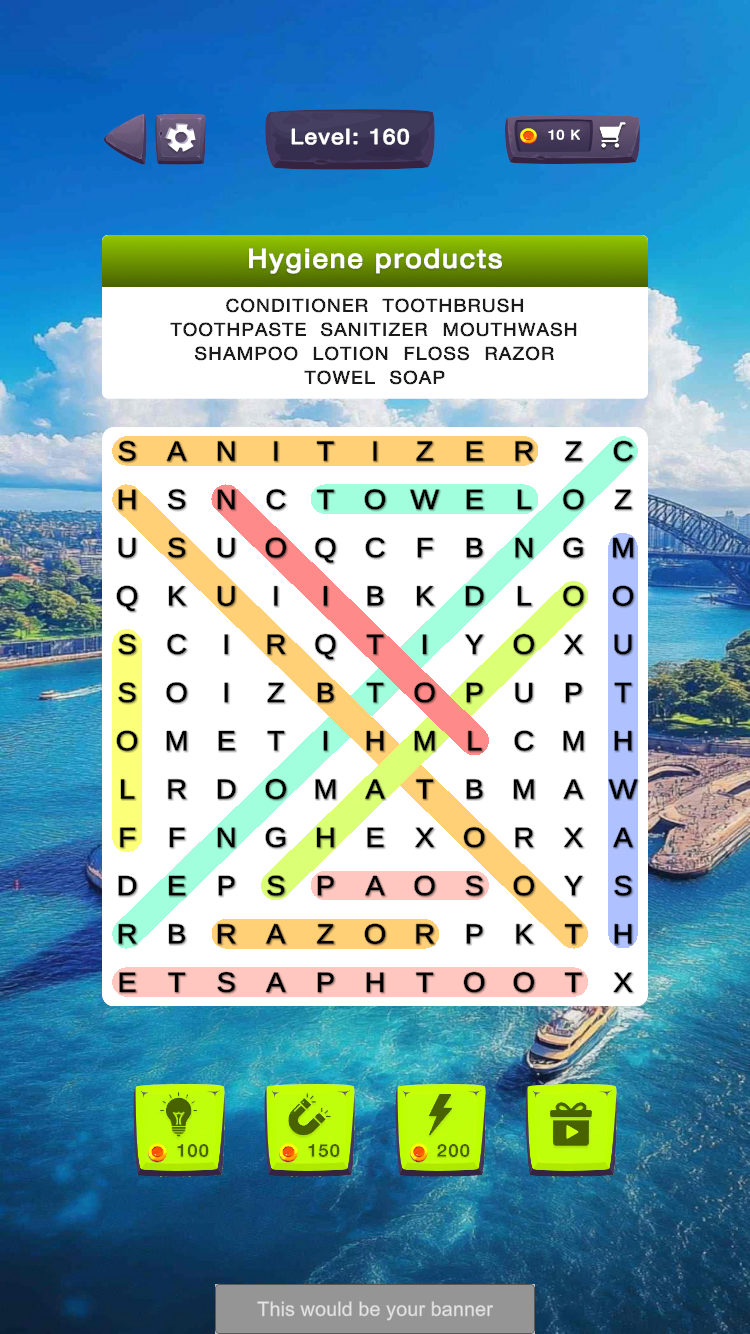 Level: 160
10 K
Hygiene products
CONDITIONER TOOTHBRUSH
TOOTHPASTE SANITIZER MOUTHWASH
SHAMPOO LOTION FLOSS RAZOR
TOWEL SOAP
S A N I T I Z E R Z C
H S N C T O W E L O Z
U S U O Q C F B N G M
Q K U I I B K D L O O
S C I R Q T I Y O X U
S O I Z B T O P U P T
O M E T I H M L C M H
L R D O M A T B M A W
F F N G H E X O R X A
D E P S P A O S O Y S
R B R A Z O R P K T H
E T S A P H T O O T X
100 150 200
This would be your banner